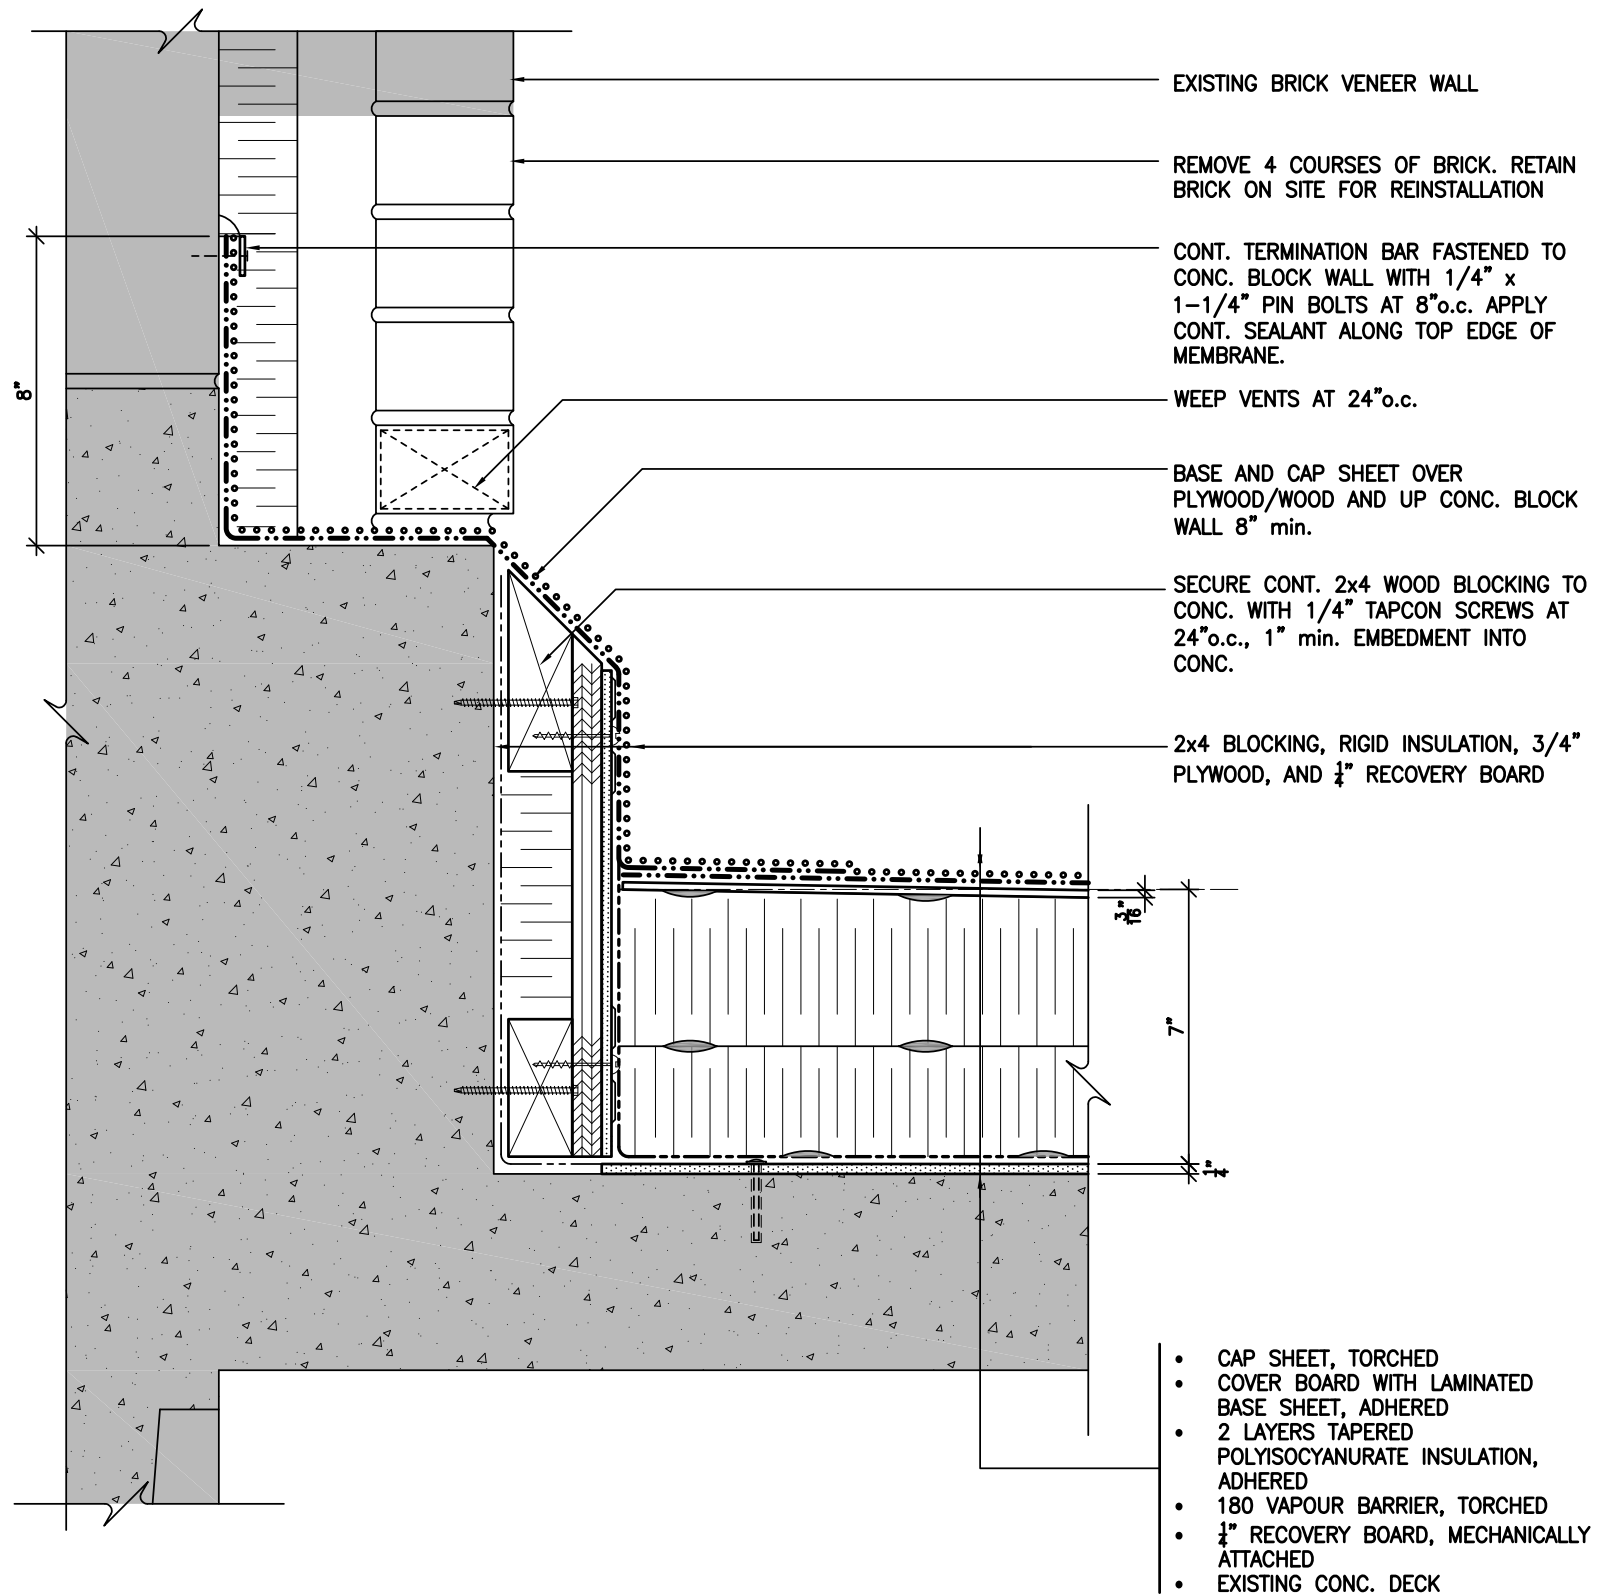 EXISTING BRICK VENEER WALL
REMOVE 4 COURSES OF BRICK. RETAIN
BRICK ON SITE FOR REINSTALLATION
CONT. TERMINATION BAR FASTENED TO
CONC. BLOCK WALL WITH 1/4" x
1-1/4" PIN BOLTS AT 8"o.c. APPLY
CONT. SEALANT ALONG TOP EDGE OF
MEMBRANE.
8"
WEEP VENTS AT 24"o.c.
BASE AND CAP SHEET OVER
PLYWOOD/WOOD AND UP CONC. BLOCK
WALL 8" min.
SECURE CONT. 2x4 WOOD BLOCKING TO
CONC. WITH 1/4" TAPCON SCREWS AT
24"o.c., 1" min. EMBEDMENT INTO
CONC.
2x4 BLOCKING, RIGID INSULATION, 3/4"
PLYWOOD, AND 1/4" RECOVERY BOARD
3/16"
7"
1/4"
• CAP SHEET, TORCHED
• COVER BOARD WITH LAMINATED
BASE SHEET, ADHERED
• 2 LAYERS TAPERED
POLYISOCYANURATE INSULATION,
ADHERED
• 180 VAPOUR BARRIER, TORCHED
• 1/4" RECOVERY BOARD, MECHANICALLY
ATTACHED
• EXISTING CONC. DECK